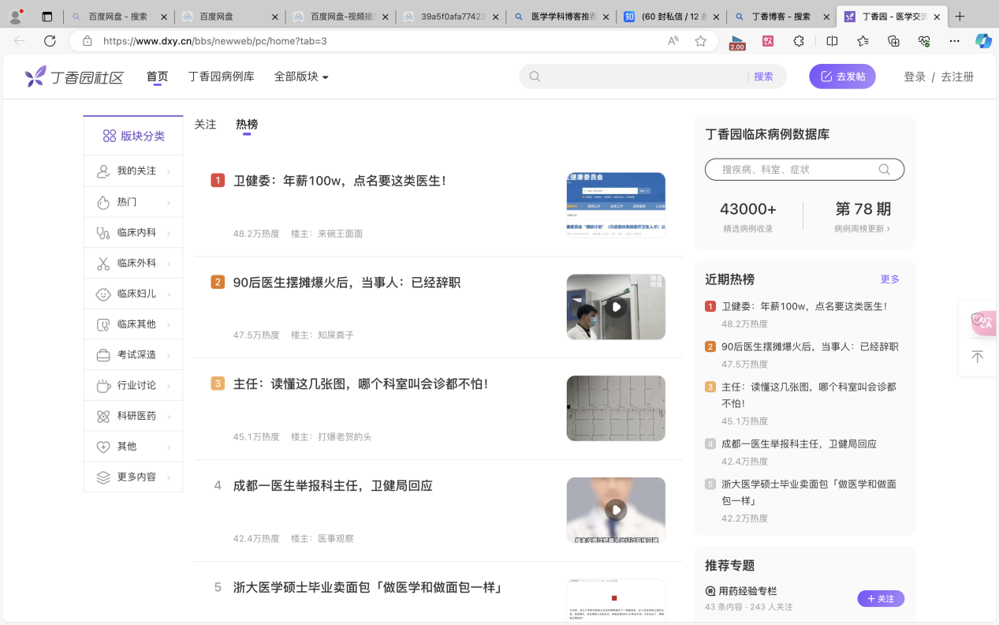 百度网盘 - 搜索
百度网盘
百度网盘-视频播
39a5f0afa77423
医学学科博客推荐
(60 封私信 / 12 条
丁香博客 - 搜索
丁香园 - 医学交流
https://www.dxy.cn/bbs/newweb/pc/home?tab=3
2.00
丁香园社区
首页
丁香园病例库
全部版块
搜索
去发帖
登录 / 去注册
版块分类
我的关注
热门
临床内科
临床外科
临床妇儿
临床其他
考试深造
行业讨论
科研医药
其他
更多内容
关注
热榜
1 卫健委：年薪100w，点名要这类医生！
48.2万热度 楼主：来碗王面面
2 90后医生摆摊爆火后，当事人：已经辞职
47.5万热度 楼主：知屎粪子
3 主任：读懂这几张图，哪个科室叫会诊都不怕！
45.1万热度 楼主：打爆老贺的头
4 成都一医生举报科主任，卫健局回应
42.4万热度 楼主：医事观察
5 浙大医学硕士毕业卖面包「做医学和做面包一样」
丁香园临床病例数据库
搜疾病、科室、症状
43000+
精选病例收录
第 78 期
病例周榜更新 ›
近期热榜
更多
1 卫健委：年薪100w，点名要这类医生！
48.2万热度
2 90后医生摆摊爆火后，当事人：已经辞职
47.5万热度
3 主任：读懂这几张图，哪个科室叫会诊都
不怕！
45.1万热度
4 成都一医生举报科主任，卫健局回应
42.4万热度
5 浙大医学硕士毕业卖面包「做医学和做面
包一样」
42.2万热度
推荐专题
用药经验专栏
43 条内容 · 243 人关注
+ 关注